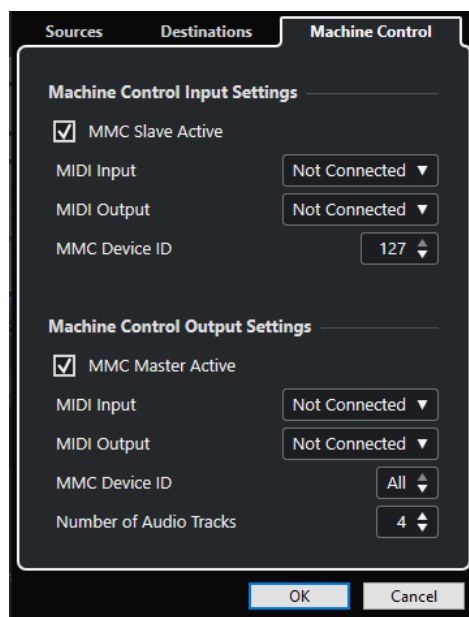 Sources Destinations Machine Control
Machine Control Input Settings
MMC Slave Active
MIDI Input Not Connected
MIDI Output Not Connected
MMC Device ID 127
Machine Control Output Settings
MMC Master Active
MIDI Input Not Connected
MIDI Output Not Connected
MMC Device ID All
Number of Audio Tracks 4
OK Cancel